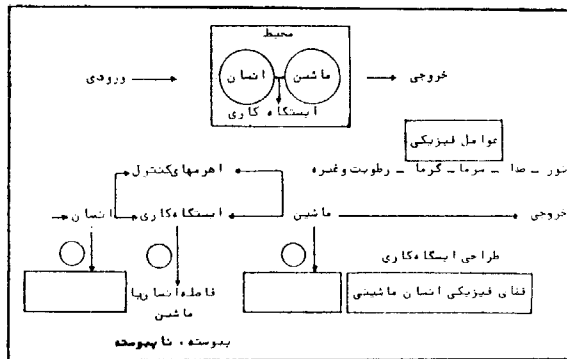 محیط
ورودی انسان ماشین خروجی
ایستگاه کاری
عوامل فیزیکی
نور - صدا - سرما - گرما - رطوبت وغیره
اهرمهای کنترل
انسان ایستگاه کاری ماشین خروجی
طراحی ایستگاه کاری
فاصله انسان با
ماشین
فضای فیزیکی انسان ماشینی
پیوسته ، ناپیوسته